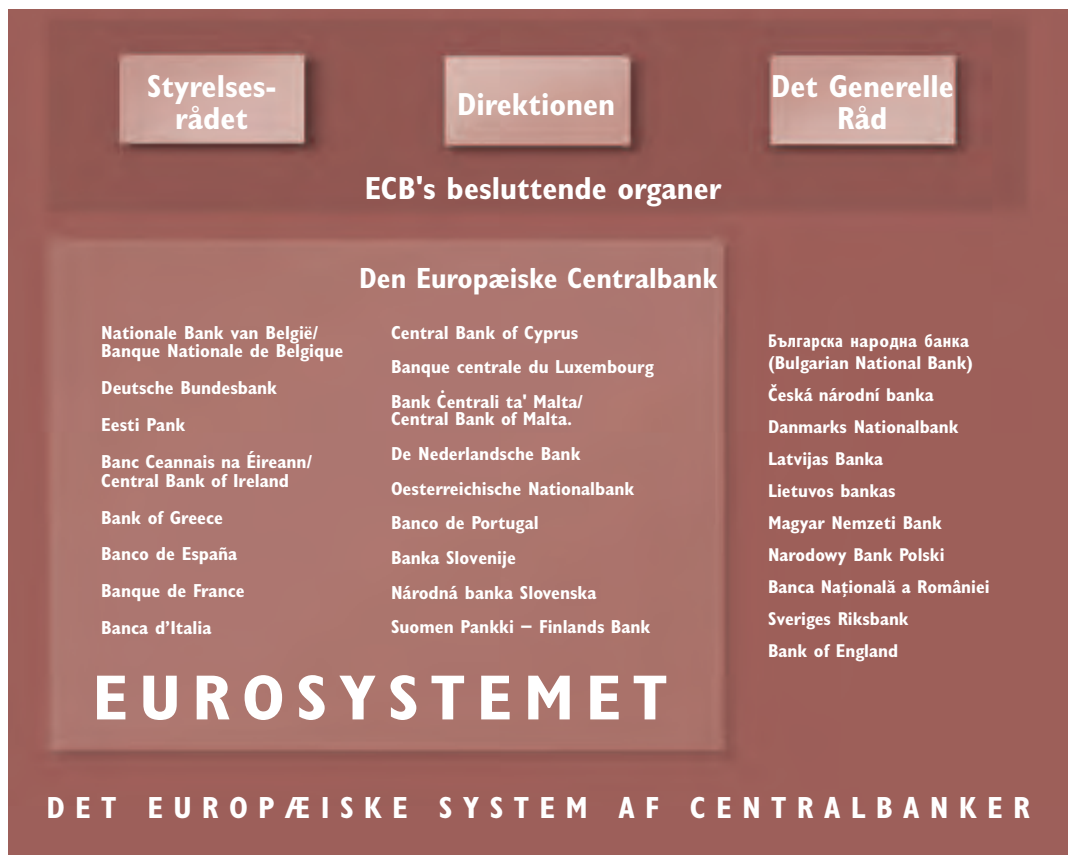 Styrelses-
rådet
Direktionen
Det Generelle
Råd
ECB's besluttende organer
Den Europæiske Centralbank
Nationale Bank van België/
Banque Nationale de Belgique
Deutsche Bundesbank
Eesti Pank
Banc Ceannais na Éireann/
Central Bank of Ireland
Bank of Greece
Banco de España
Banque de France
Banca d’Italia
Central Bank of Cyprus
Banque centrale du Luxembourg
Bank Ċentrali ta' Malta/
Central Bank of Malta.
De Nederlandsche Bank
Oesterreichische Nationalbank
Banco de Portugal
Banka Slovenije
Národná banka Slovenska
Suomen Pankki – Finlands Bank
EUROSYSTEMET
Българска народна банка
(Bulgarian National Bank)
Česká národní banka
Danmarks Nationalbank
Latvijas Banka
Lietuvos bankas
Magyar Nemzeti Bank
Narodowy Bank Polski
Banca Națională a României
Sveriges Riksbank
Bank of England
DET EUROPÆISKE SYSTEM AF CENTRALBANKER